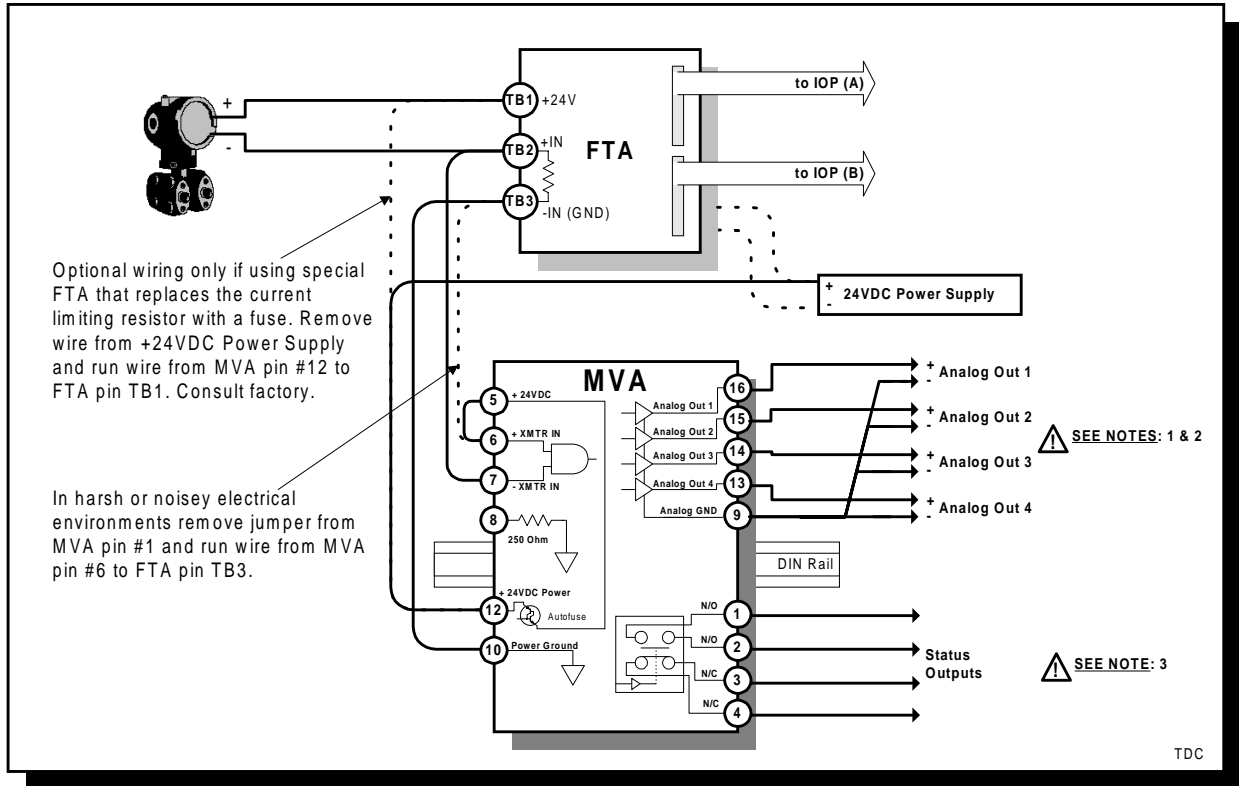 to IOP (A)
+
TB1 +24V
TB2 +IN
FTA
-
to IOP (B)
TB3 -IN (GND)
Optional wiring only if using special
FTA that replaces the current
limiting resistor with a fuse. Remove
wire from +24VDC Power Supply
and run wire from MVA pin #12 to
FTA pin TB1. Consult factory.
+
- 24VDC Power Supply
MVA
5 + 24VDC
6 + XMTR IN
7 - XMTR IN
8
250 Ohm
+ 24VDC Power
12 Autofuse
10 Power Ground
Analog Out 1 16
Analog Out 2 15
Analog Out 3 14
Analog Out 4 13
Analog GND 9
+
- Analog Out 1
+
- Analog Out 2
+
- Analog Out 3
+
- Analog Out 4
! SEE NOTES: 1 & 2
In harsh or noisey electrical
environments remove jumper from
MVA pin #1 and run wire from MVA
pin #6 to FTA pin TB3.
DIN Rail
N/O 1
N/O 2
N/C 3
N/C 4
Status
Outputs
! SEE NOTE: 3
TDC